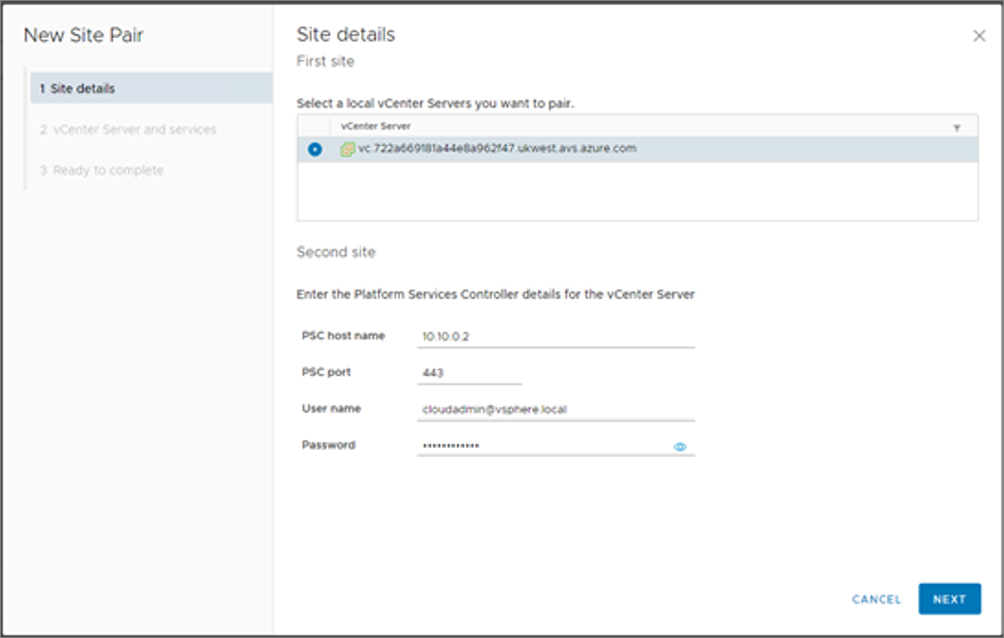 New Site Pair
1 Site details
2 vCenter Server and services
3 Ready to complete
Site details
First site
Select a local vCenter Servers you want to pair.
vCenter Server
vc.722a669181a44e8a962f47.ukwest.avs.azure.com
Second site
Enter the Platform Services Controller details for the vCenter Server
PSC host name 10.10.0.2
PSC port 443
User name cloudadmin@vsphere.local
Password ••••••••••••
CANCEL NEXT